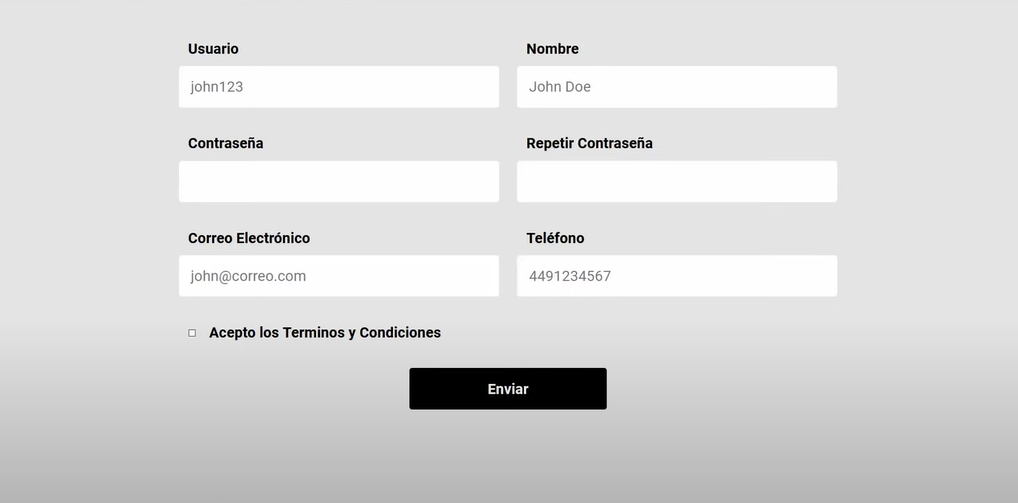 Usuario
Nombre
john123
John Doe
Contraseña
Repetir Contraseña
Correo Electrónico
Teléfono
john@correo.com
4491234567
Acepto los Terminos y Condiciones
Enviar